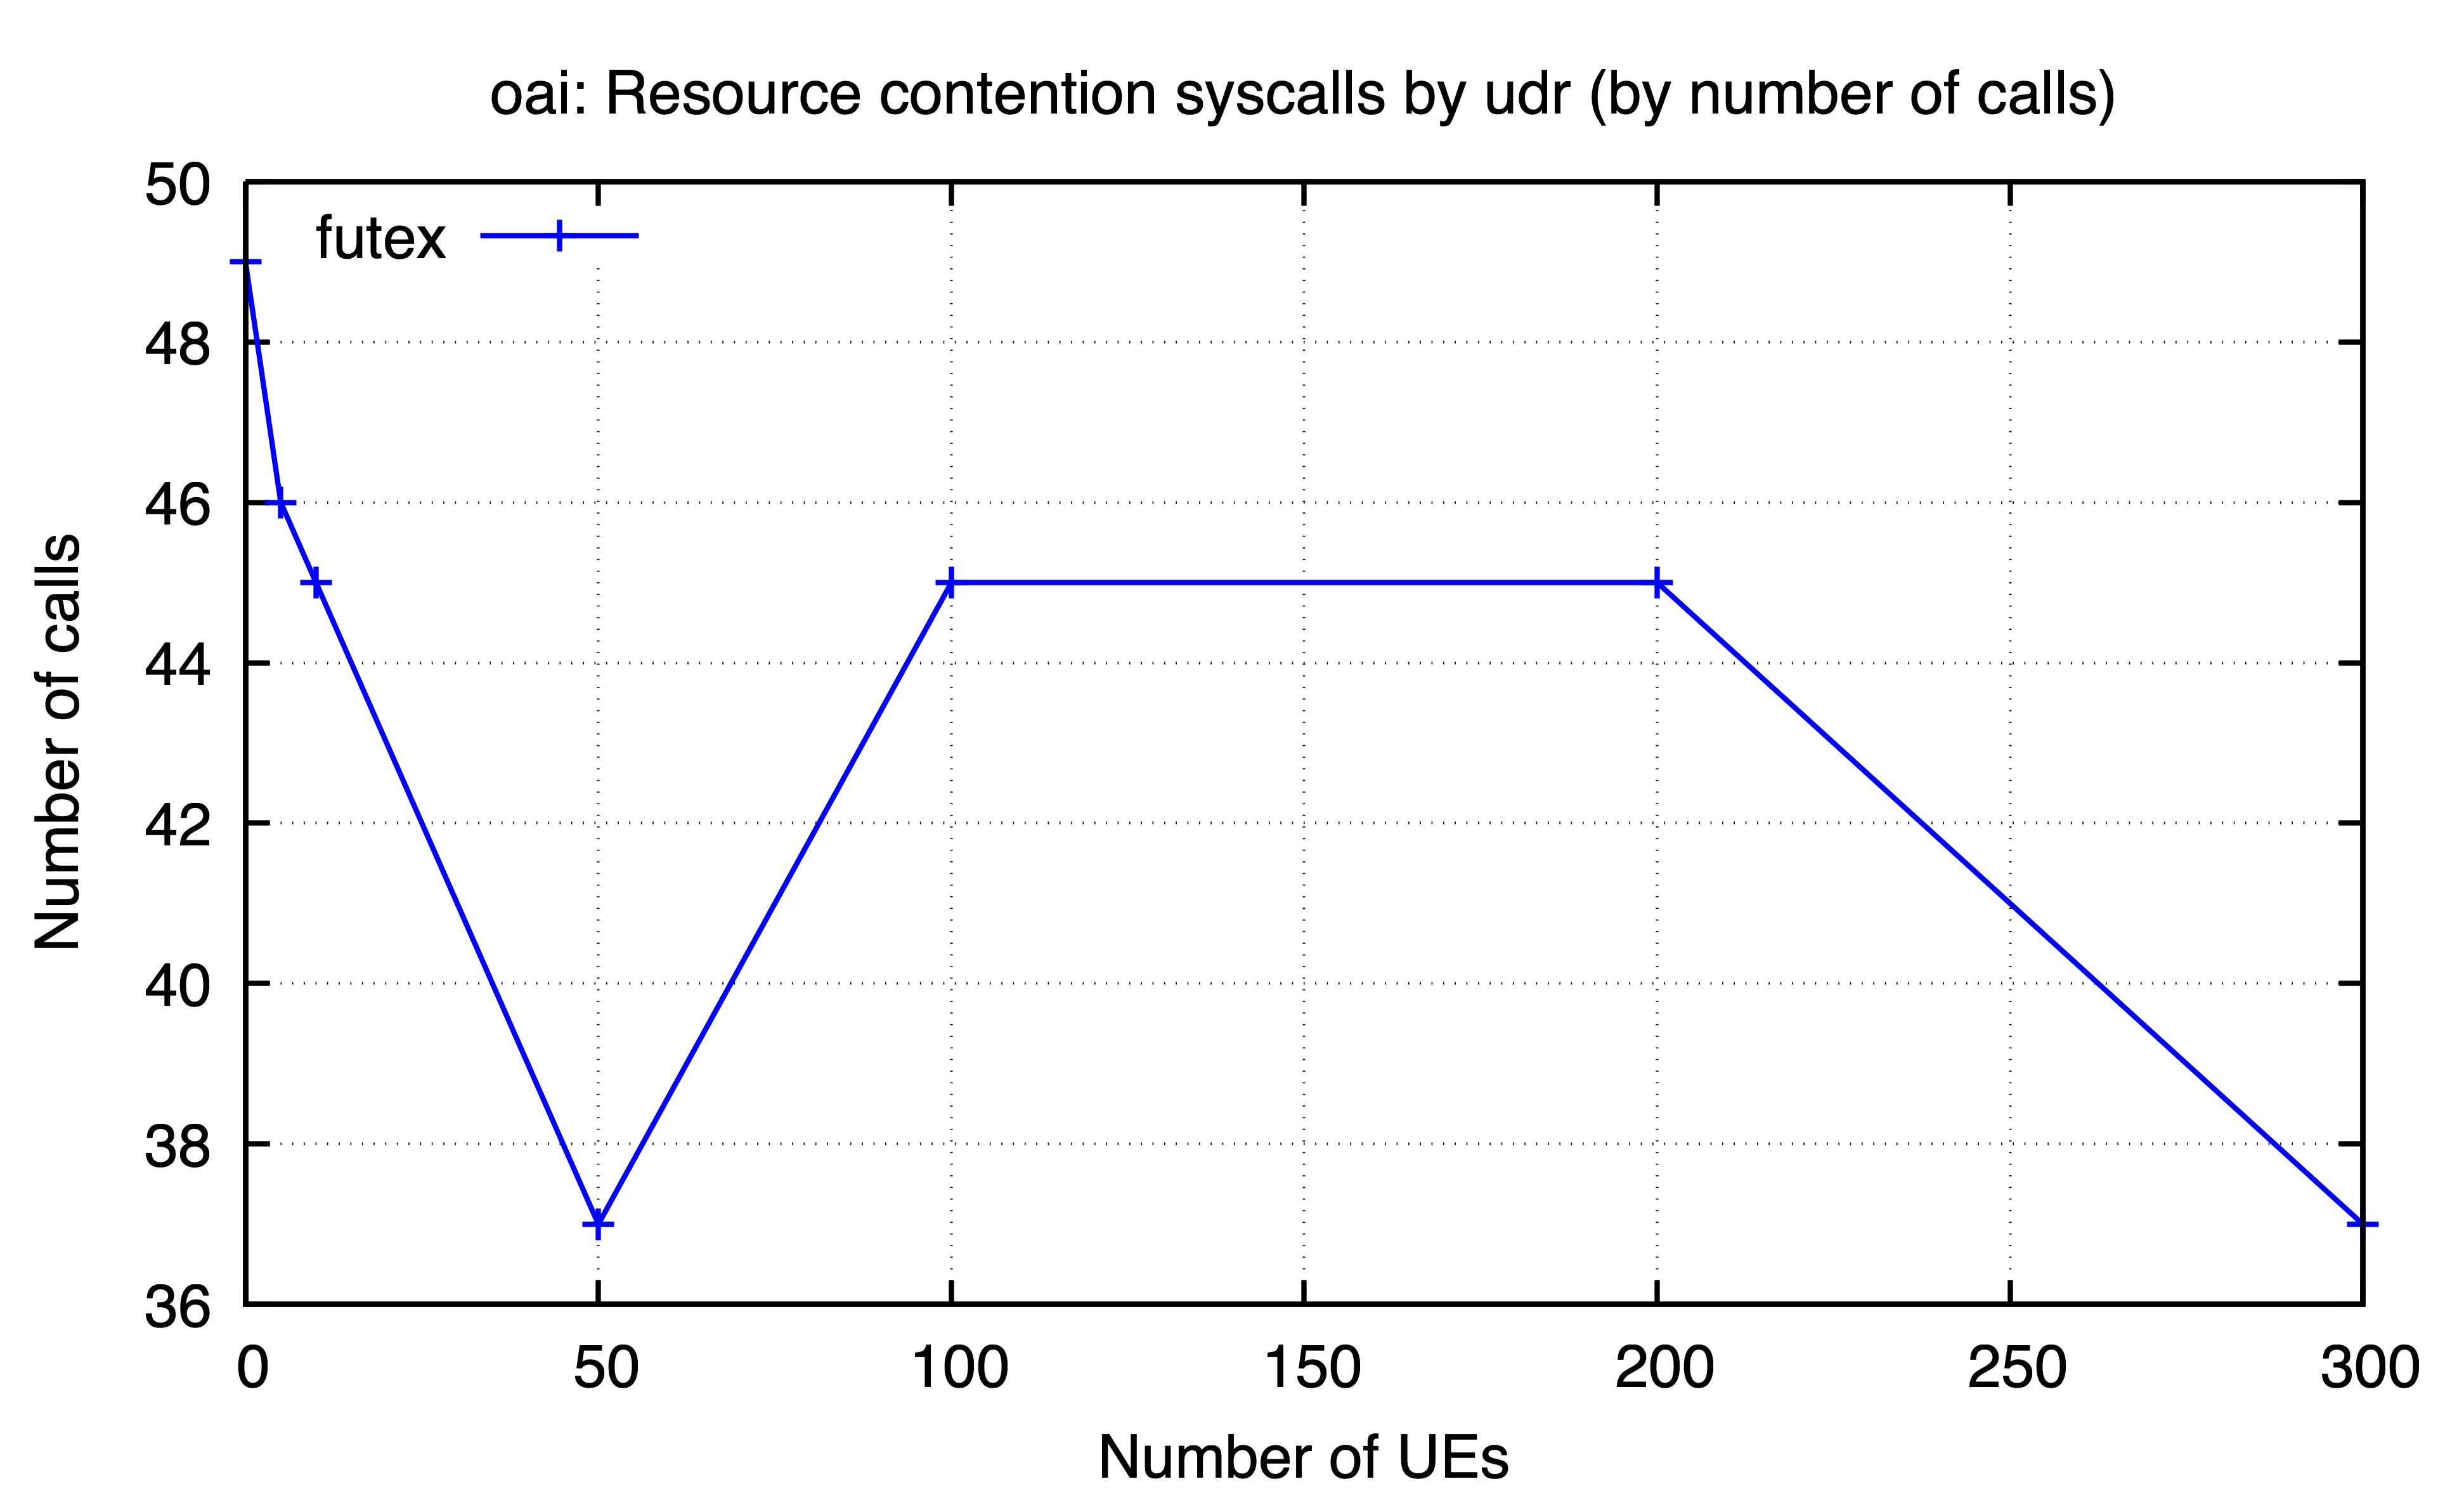 oai: Resource contention syscalls by udr (by number of calls)
50
futex
48
46
44
42
40
38
36
Number of calls
0 50 100 150 200 250 300
Number of UEs